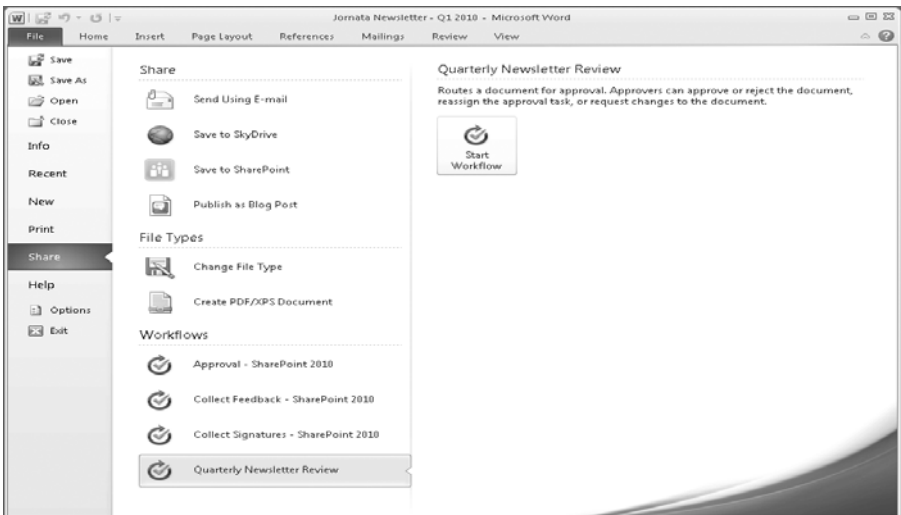 Jornata Newsletter - Q1 2010 - Microsoft Word
File Home Insert Page Layout References Mailings Review View
Save
Save As
Open
Close
Info
Recent
New
Print
Share
Help
Options
Exit
Share
Send Using E-mail
Save to SkyDrive
Save to SharePoint
Publish as Blog Post
File Types
Change File Type
Create PDF/XPS Document
Workflows
Approval - SharePoint 2010
Collect Feedback - SharePoint 2010
Collect Signatures - SharePoint 2010
Quarterly Newsletter Review
Quarterly Newsletter Review
Routes a document for approval. Approvers can approve or reject the document,
reassign the approval task, or request changes to the document.
Start
Workflow